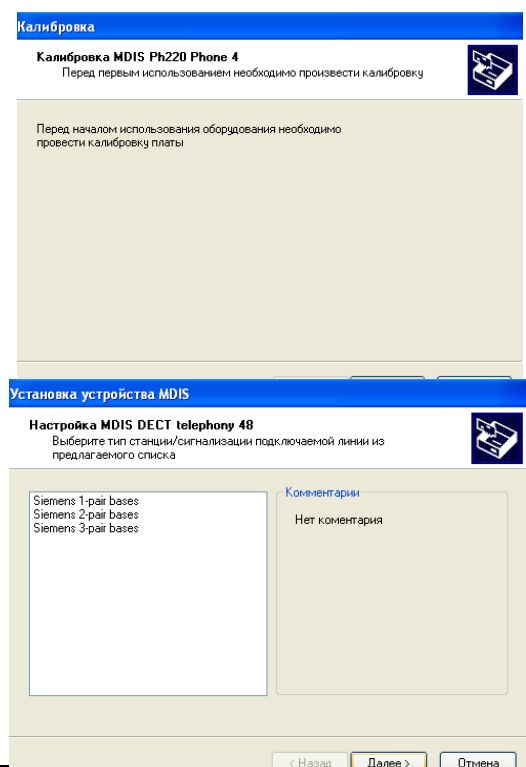 Калибровка
Калибровка MDIS Ph220 Phone 4
Перед первым использованием необходимо произвести калибровку
Перед началом использования оборудования необходимо
провести калибровку платы
Установка устройства MDIS
Настройка MDIS DECT telephony 48
Выберите тип станции/сигнализации подключаемой линии из
предлагаемого списка
Siemens 1-pair bases
Siemens 2-pair bases
Siemens 3-pair bases
Комментарии
Нет коментария
< Назад
Далее >
Отмена